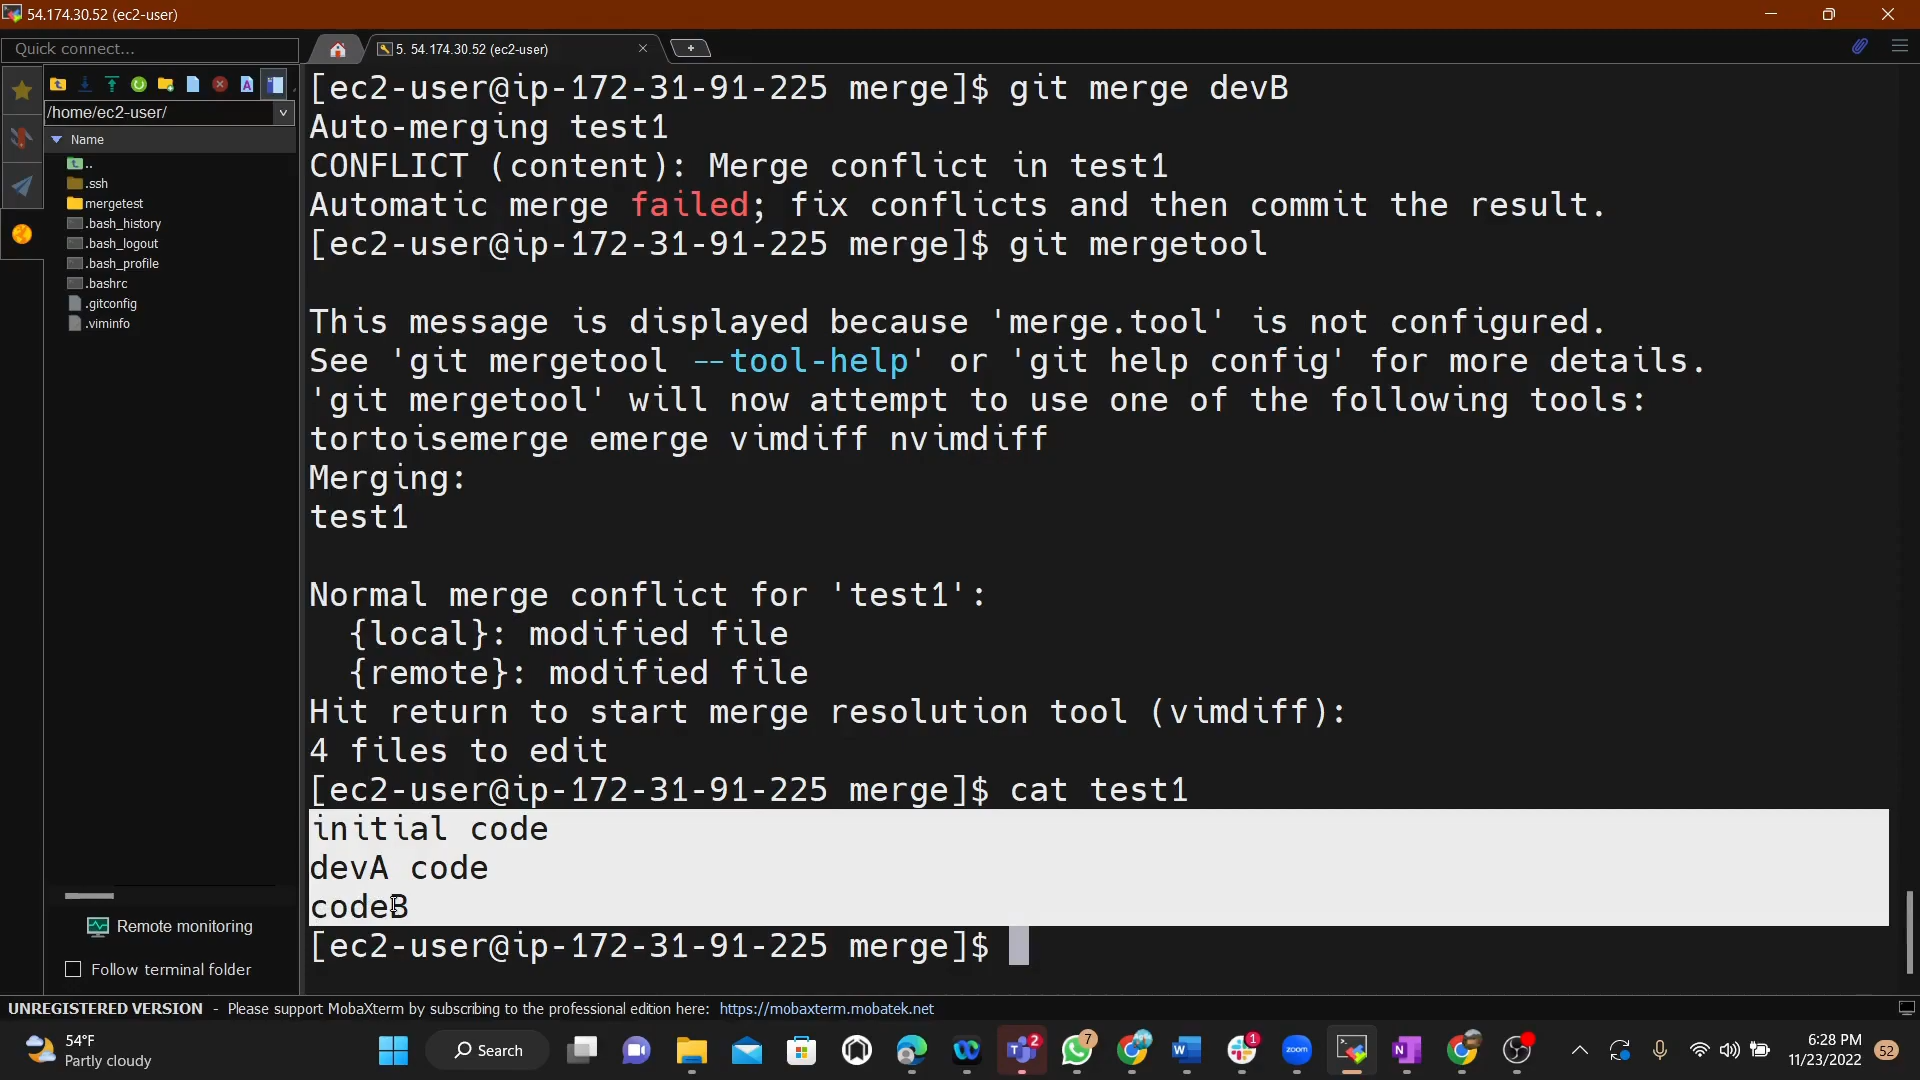 54.174.30.52 (ec2-user)
Quick connect...
5. 54.174.30.52 (ec2-user)
/home/ec2-user/
Name
..
.ssh
mergetest
.bash_history
.bash_logout
.bash_profile
.bashrc
.gitconfig
.viminfo
Remote monitoring
Follow terminal folder
[ec2-user@ip-172-31-91-225 merge]$ git merge devB
Auto-merging test1
CONFLICT (content): Merge conflict in test1
Automatic merge failed; fix conflicts and then commit the result.
[ec2-user@ip-172-31-91-225 merge]$ git mergetool
This message is displayed because 'merge.tool' is not configured.
See 'git mergetool --tool-help' or 'git help config' for more details.
'git mergetool' will now attempt to use one of the following tools:
tortoisemerge emerge vimdiff nvimdiff
Merging:
test1
Normal merge conflict for 'test1':
{local}: modified file
{remote}: modified file
Hit return to start merge resolution tool (vimdiff):
4 files to edit
[ec2-user@ip-172-31-91-225 merge]$ cat test1
initial code
devA code
codeB
[ec2-user@ip-172-31-91-225 merge]$
UNREGISTERED VERSION - Please support MobaXterm by subscribing to the professional edition here: https://mobaxterm.mobatek.net
54°F
Partly cloudy
Search
2
7
1
zoom
6:28 PM
11/23/2022
52